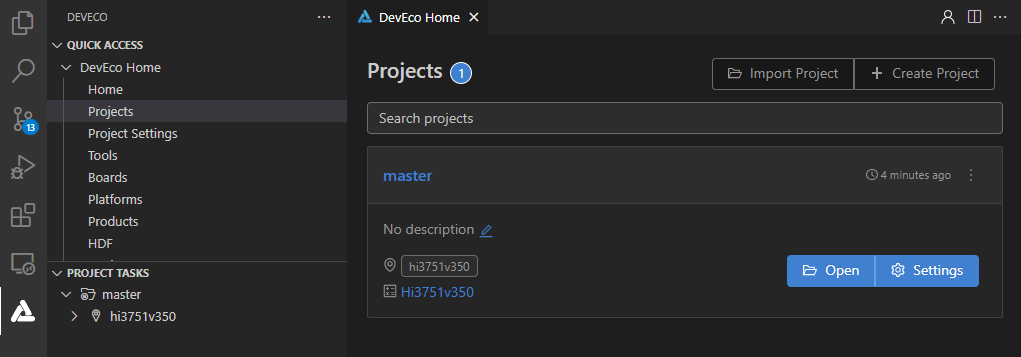 DEVECO
QUICK ACCESS
DevEco Home
Home
Projects
Project Settings
Tools
Boards
Platforms
Products
HDF
PROJECT TASKS
master
hi3751v350
13
DevEco Home
Projects 1
Import Project
Create Project
Search projects
master
4 minutes ago
No description
hi3751v350
Hi3751v350
Open
Settings